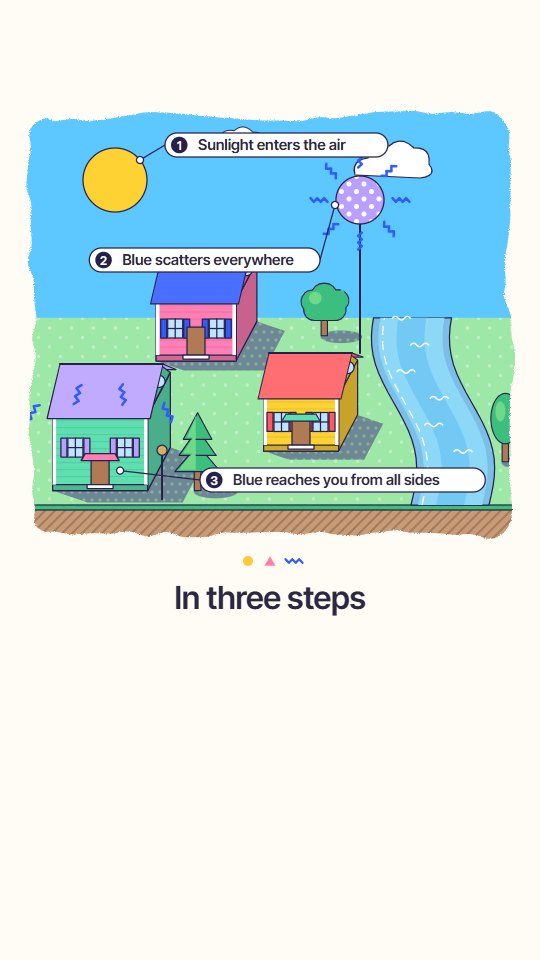 1 Sunlight enters the air
2 Blue scatters everywhere
3 Blue reaches you from all sides
In three steps